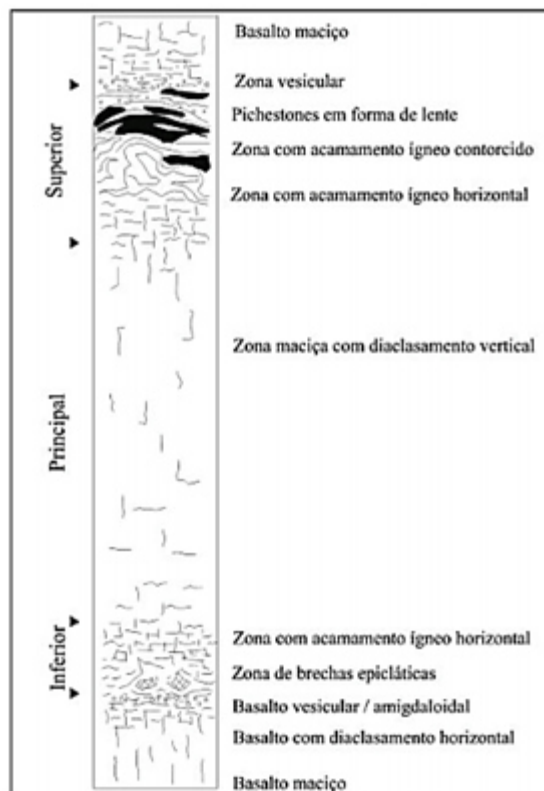 Basalto maciço
Zona vesicular
Pichestones em forma de lente
Zona com acamamento ígneo contorcido
Zona com acamamento ígneo horizontal
Superior
Zona maciça com diaclasamento vertical
Principal
Zona com acamamento ígneo horizontal
Zona de brechas epicláticas
Inferior
Basalto vesicular / amigdaloidal
Basalto com diaclasamento horizontal
Basalto maciço